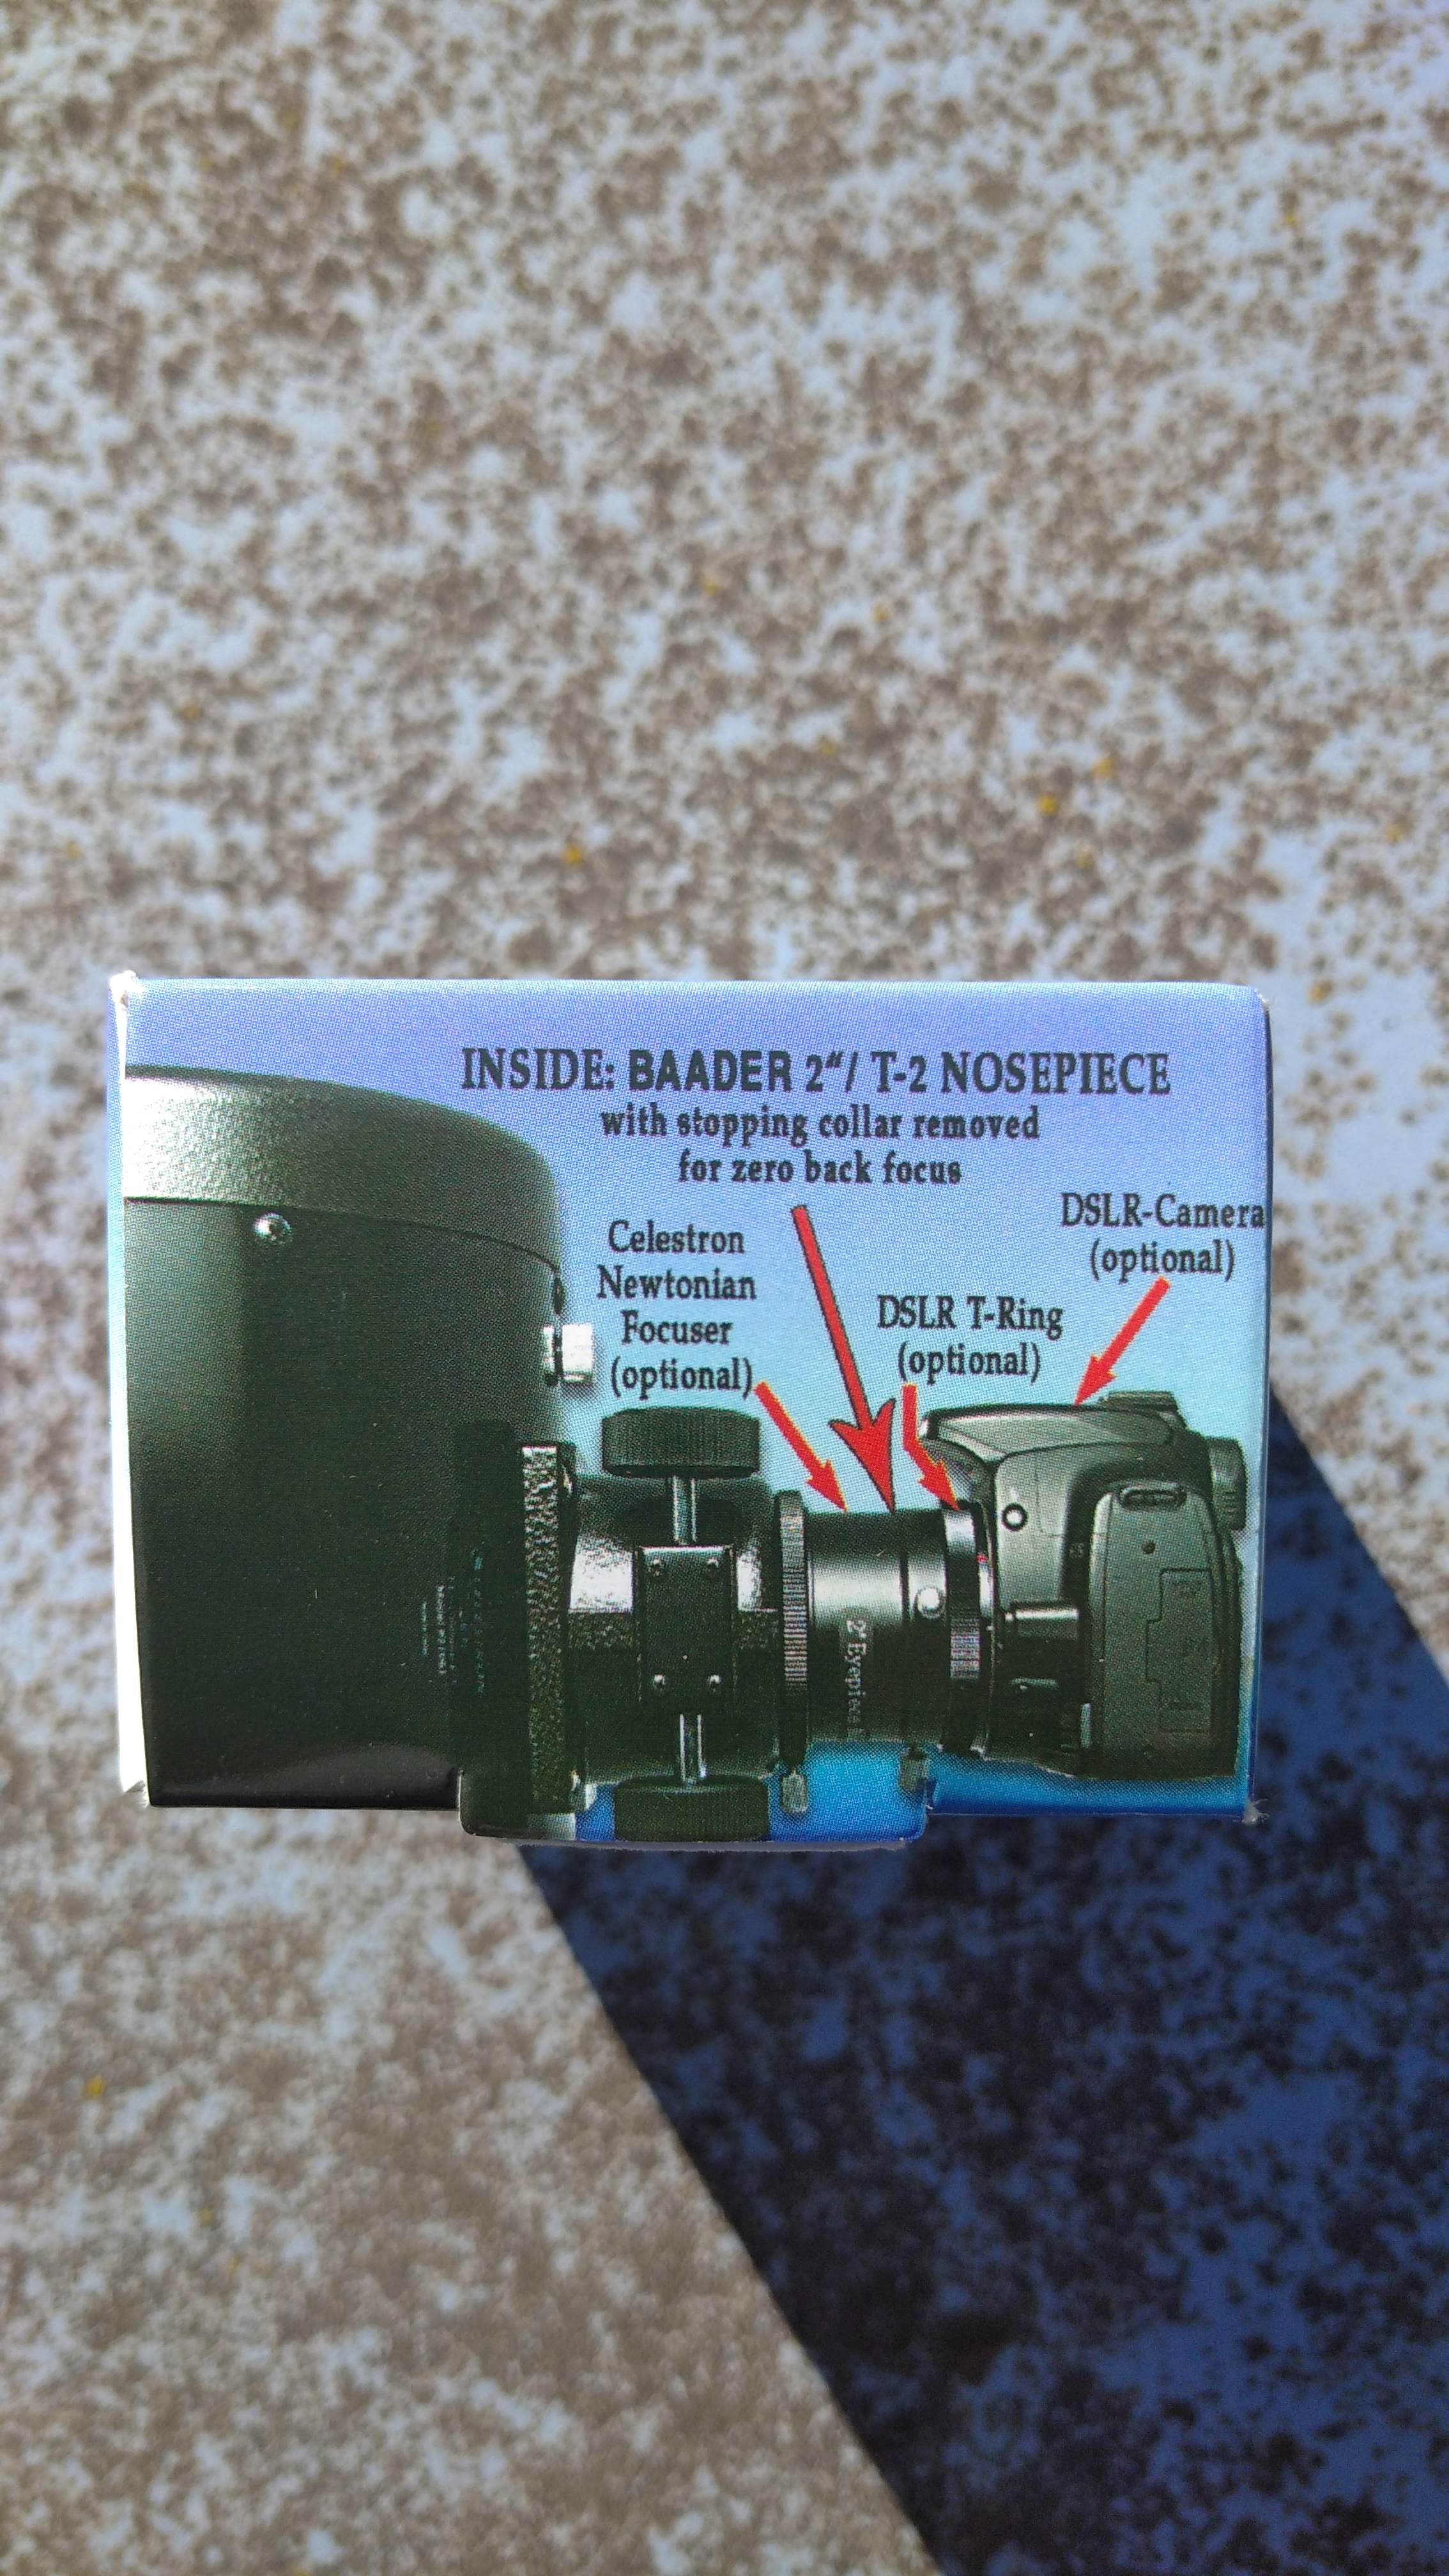 INSIDE: BAADER 2"/ T-2 NOSEPIECE
with stopping collar removed
for zero back focus
DSLR-Camera
(optional)
Celestron
Newtonian
Focuser
(optional)
DSLR T-Ring
(optional)
2" Eyepiece